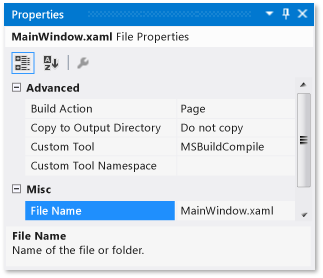 Properties
MainWindow.xaml File Properties
Advanced
Build Action Page
Copy to Output Directory Do not copy
Custom Tool MSBuildCompile
Custom Tool Namespace
Misc
File Name MainWindow.xaml
File Name
Name of the file or folder.